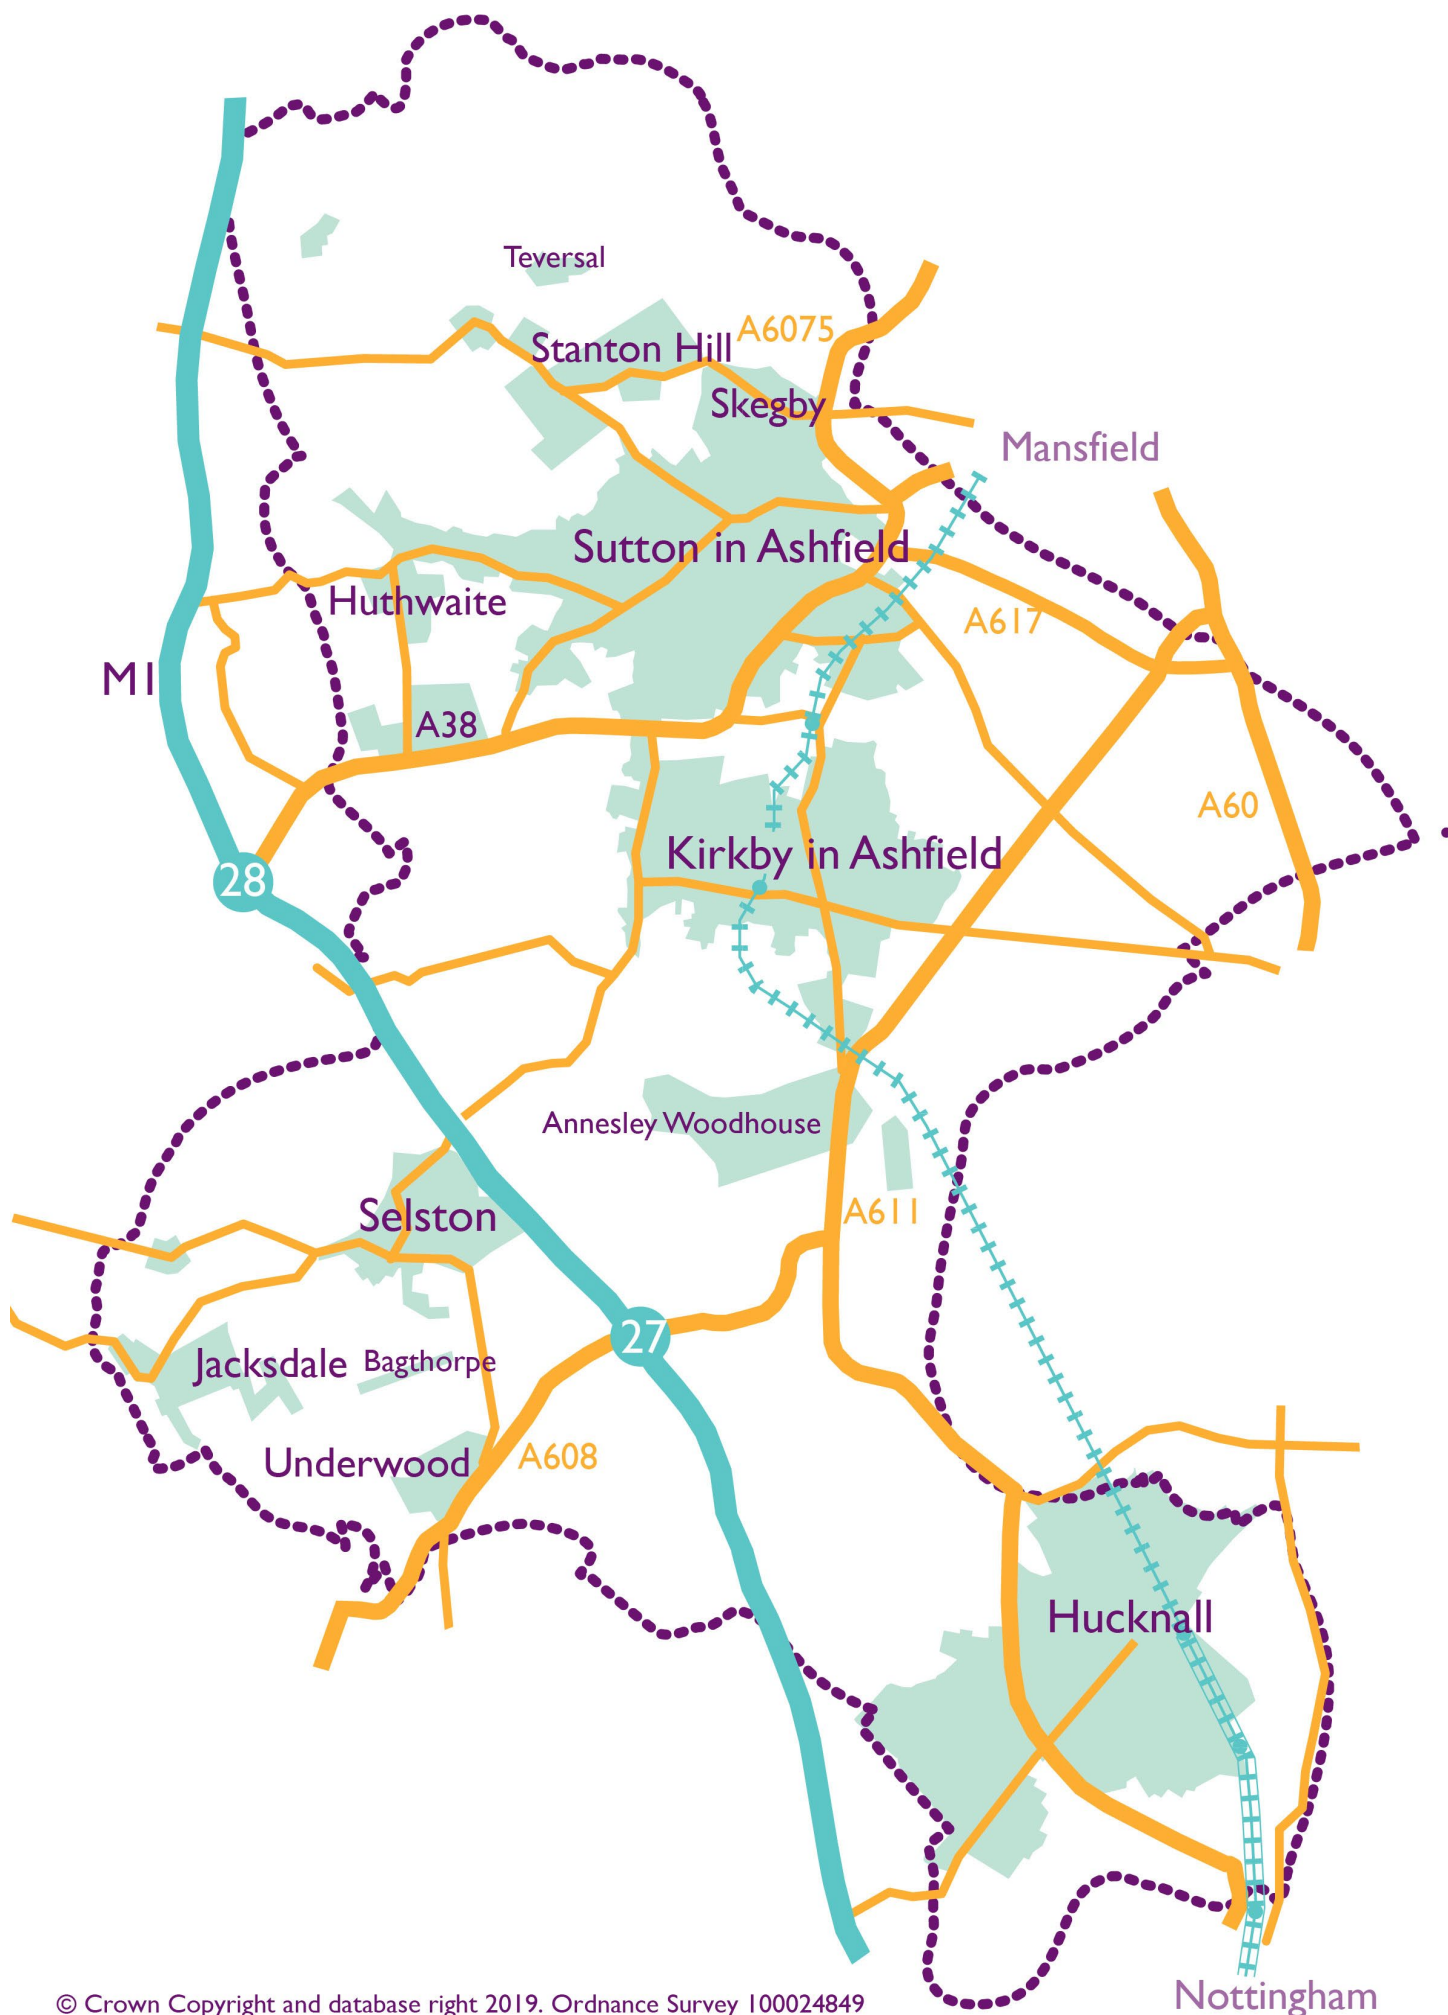 Teversal
A6075
Stanton Hill
Skegby
Mansfield
Sutton in Ashfield
Huthwaite
A617
M1
A38
A60
Kirkby in Ashfield
28
Annesley Woodhouse
Selston
A611
27
Jacksdale
Bagthorpe
Underwood
A608
Hucknall
Nottingham
© Crown Copyright and database right 2019. Ordnance Survey 100024849